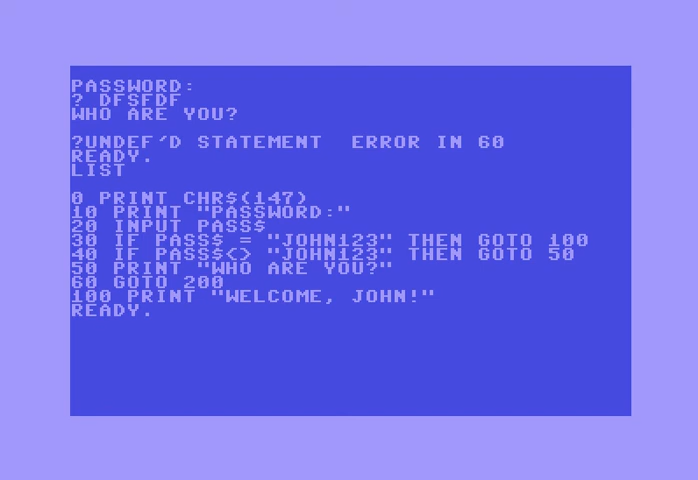 PASSWORD:
? DFSFDF
WHO ARE YOU?
?UNDEF'D STATEMENT  ERROR IN 60
READY.
LIST
0 PRINT CHR$(147)
10 PRINT "PASSWORD:"
20 INPUT PASS$
30 IF PASS$ = "JOHN123" THEN GOTO 100
40 IF PASS$<> "JOHN123" THEN GOTO 50
50 PRINT "WHO ARE YOU?"
60 GOTO 200
100 PRINT "WELCOME, JOHN!"
READY.